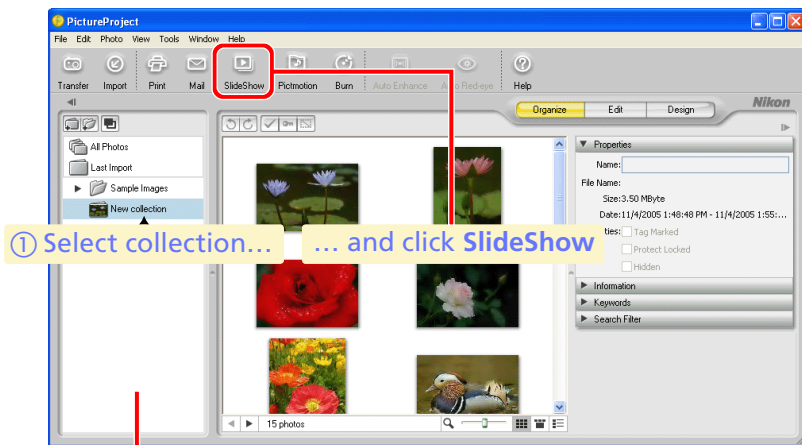 PictureProject
File Edit Photo View Tools Window Help
Transfer Import Print Mail SlideShow Pictmotion Burn Auto Enhance Auto Red-eye Help
Organize Edit Design Nikon
All Photos
Last Import
Sample Images
New collection
① Select collection… … and click SlideShow
Properties
Name:
File Name:
Size:3.50 MByte
Date:11/4/2005 1:48:48 PM - 11/4/2005 1:55:...
Tag Marked
Protect Locked
Hidden
Information
Keywords
Search Filter
15 photos